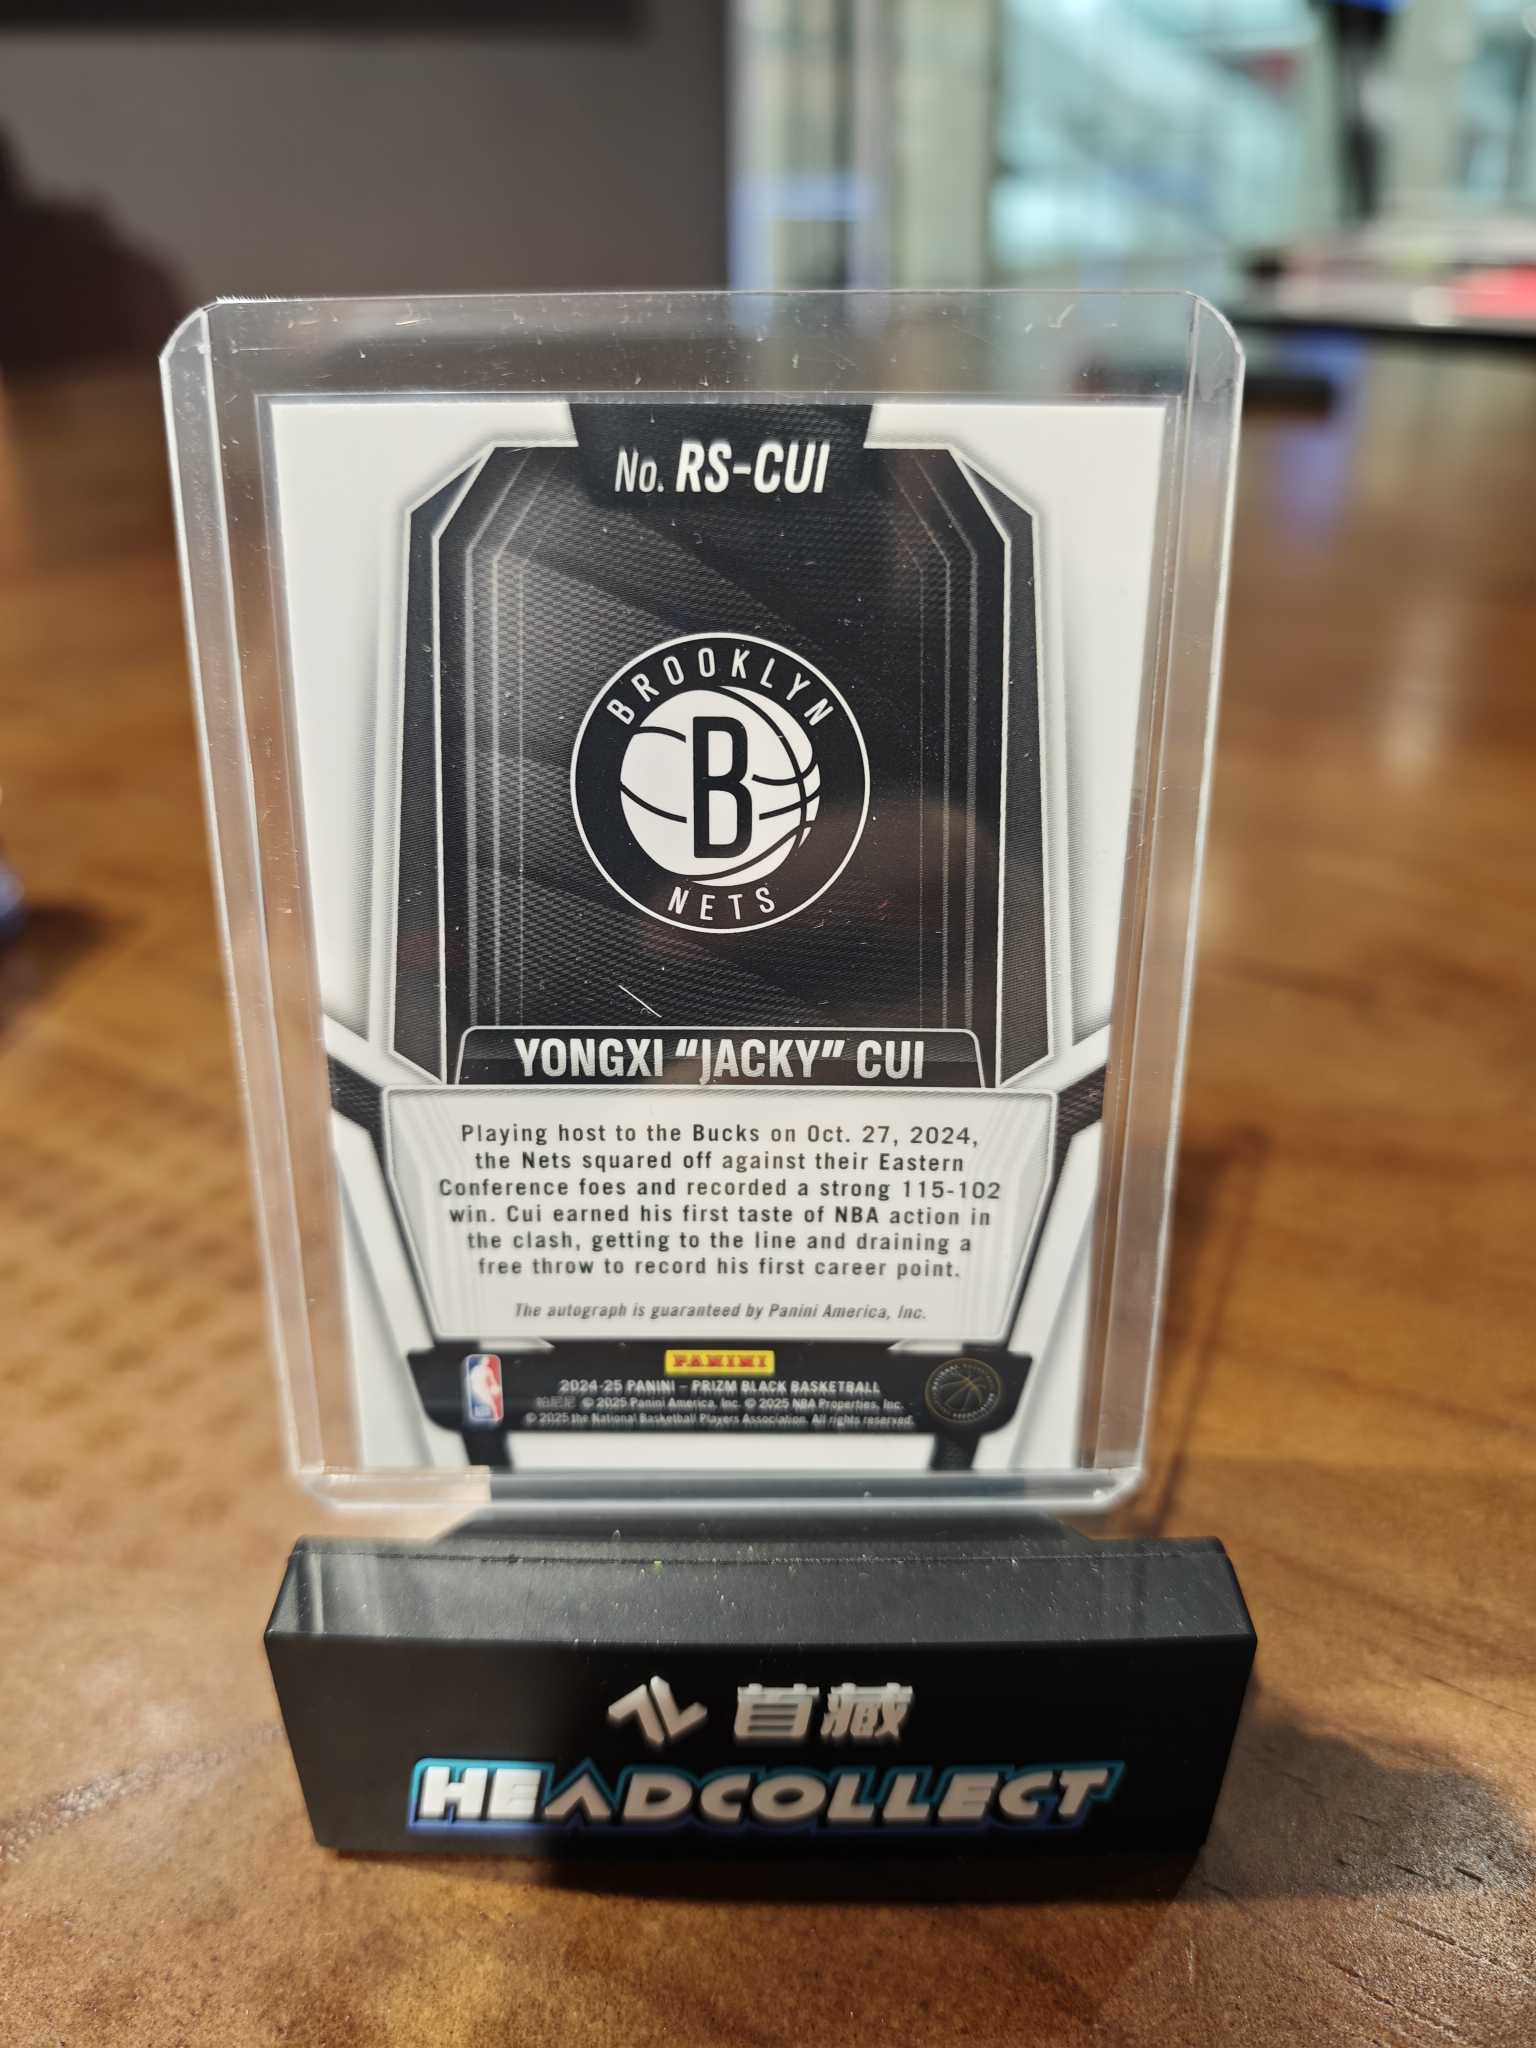 No. RS-CUI
BROOKLYN
B
NETS
YONGXI “JACKY” CUI
Playing host to the Bucks on Oct. 27, 2024,
the Nets squared off against their Eastern
Conference foes and recorded a strong 115-102
win. Cui earned his first taste of NBA action in
the clash, getting to the line and draining a
free throw to record his first career point.
The autograph is guaranteed by Panini America, Inc.
PANINI
2024-25 PANINI – PRIZM BLACK BASKETBALL
帕尼尼 © 2025 Panini America, Inc. © 2025 NBA Properties, Inc.
© 2025 the National Basketball Players Association. All rights reserved.
首藏
HEADCOLLECT